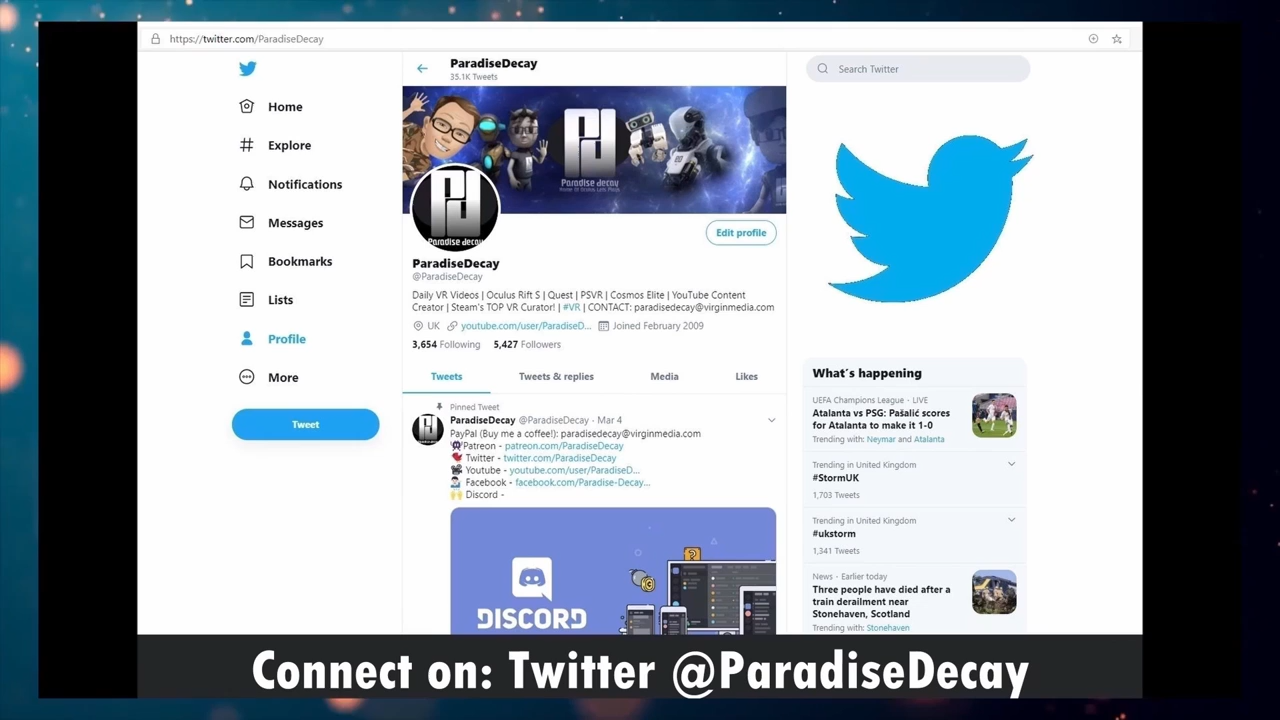 https://twitter.com/ParadiseDecay
ParadiseDecay
35.1K Tweets
Search Twitter
Home
Explore
Notifications
Messages
Bookmarks
Lists
Profile
More
Tweet
Paradise decay
Paradise decay
Edit profile
ParadiseDecay
@ParadiseDecay
Daily VR Videos | Oculus Rift S | Quest | PSVR | Cosmos Elite | YouTube Content
Creator | Steam's TOP VR Curator! | #VR | CONTACT: paradisedecay@virginmedia.com
UK youtube.com/user/ParadiseD... Joined February 2009
3,654 Following 5,427 Followers
Tweets Tweets & replies Media Likes
Pinned Tweet
ParadiseDecay @ParadiseDecay · Mar 4
PayPal (Buy me a coffee!): paradisedecay@virginmedia.com
Patreon - patreon.com/ParadiseDecay
Twitter - twitter.com/ParadiseDecay
Youtube - youtube.com/user/ParadiseD...
Facebook - facebook.com/Paradise-Decay...
Discord -
DISCORD
What's happening
UEFA Champions League · LIVE
Atalanta vs PSG: Pašalić scores
for Atalanta to make it 1-0
Trending with: Neymar and Atalanta
Trending in United Kingdom
#StormUK
1,703 Tweets
Trending in United Kingdom
#ukstorm
1,341 Tweets
News · Earlier today
Three people have died after a
train derailment near
Stonehaven, Scotland
Trending with: Stonehaven
Connect on: Twitter @ParadiseDecay